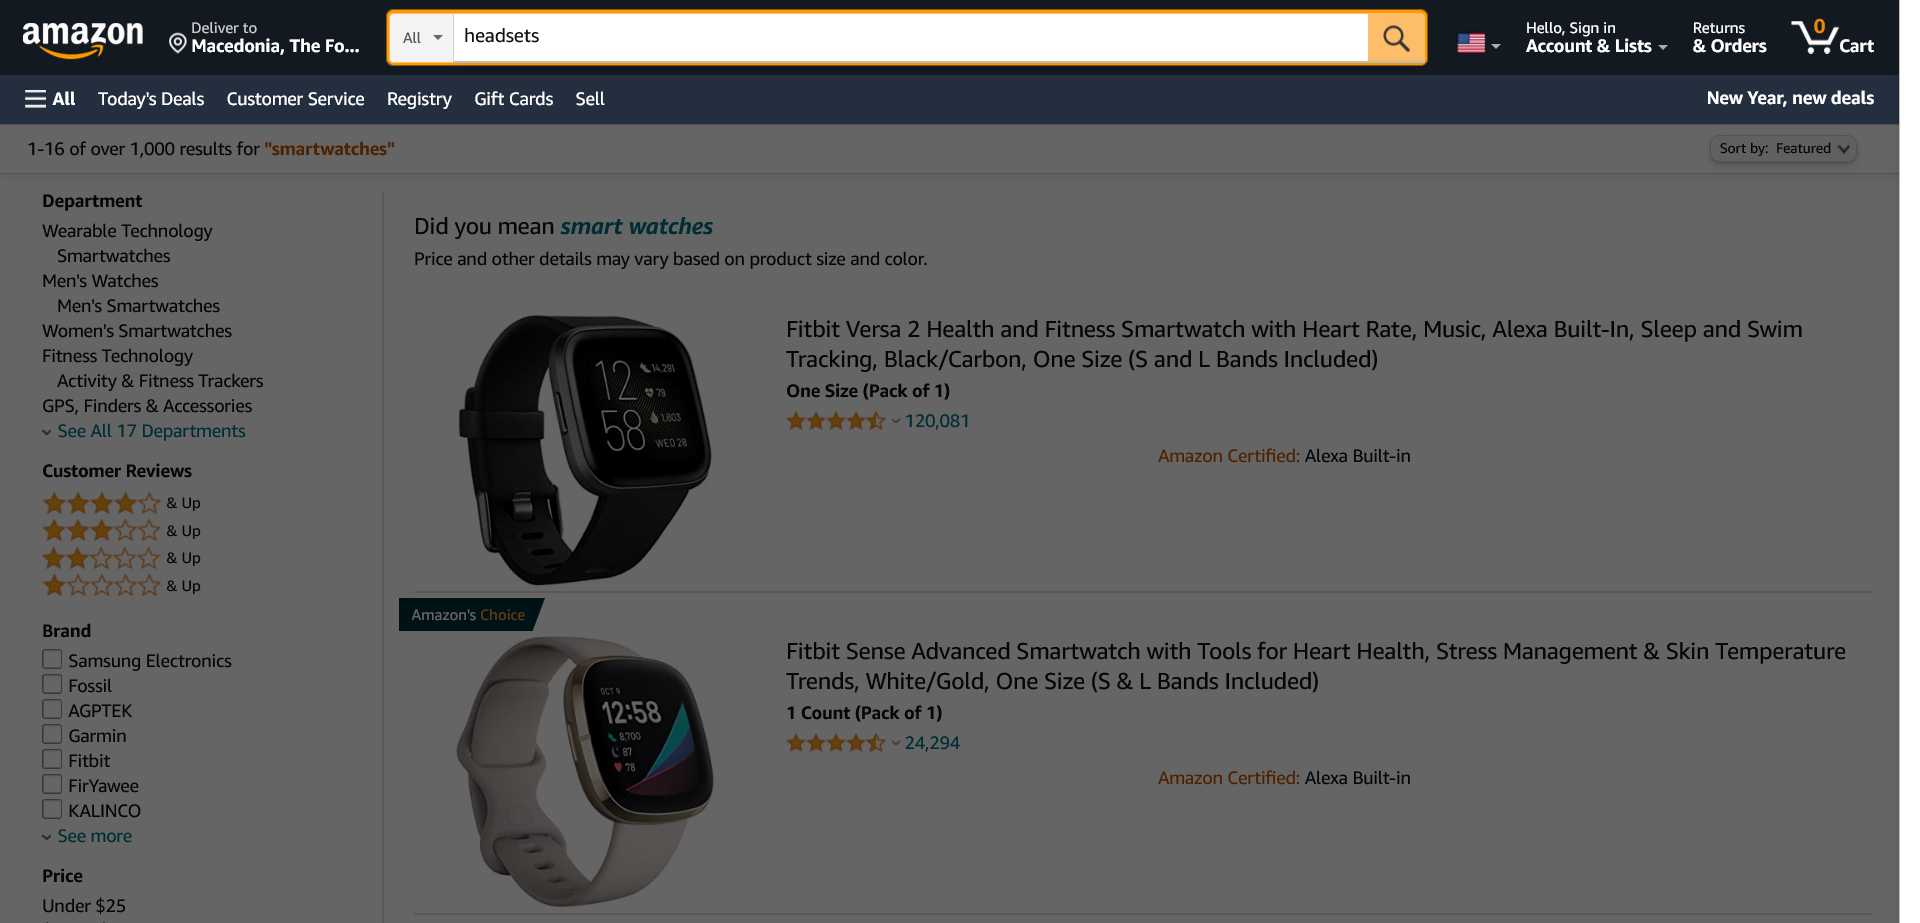 amazon
Deliver to
Macedonia, The Fo...
All
headsets
Hello, Sign in
Account & Lists
Returns
& Orders
0
Cart
All
Today's Deals
Customer Service
Registry
Gift Cards
Sell
New Year, new deals
1-16 of over 1,000 results for "smartwatches"
Sort by: Featured
Department
Wearable Technology
Smartwatches
Men's Watches
Men's Smartwatches
Women's Smartwatches
Fitness Technology
Activity & Fitness Trackers
GPS, Finders & Accessories
See All 17 Departments
Customer Reviews
& Up
& Up
& Up
& Up
Brand
Samsung Electronics
Fossil
AGPTEK
Garmin
Fitbit
FirYawee
KALINCO
See more
Price
Under $25
Did you mean smart watches
Price and other details may vary based on product size and color.
12
58
14,291
79
1,603
WED 28
Fitbit Versa 2 Health and Fitness Smartwatch with Heart Rate, Music, Alexa Built-In, Sleep and Swim
Tracking, Black/Carbon, One Size (S and L Bands Included)
One Size (Pack of 1)
120,081
Amazon Certified: Alexa Built-in
Amazon's Choice
OCT 9
12:58
8,700
87
78
Fitbit Sense Advanced Smartwatch with Tools for Heart Health, Stress Management & Skin Temperature
Trends, White/Gold, One Size (S & L Bands Included)
1 Count (Pack of 1)
24,294
Amazon Certified: Alexa Built-in